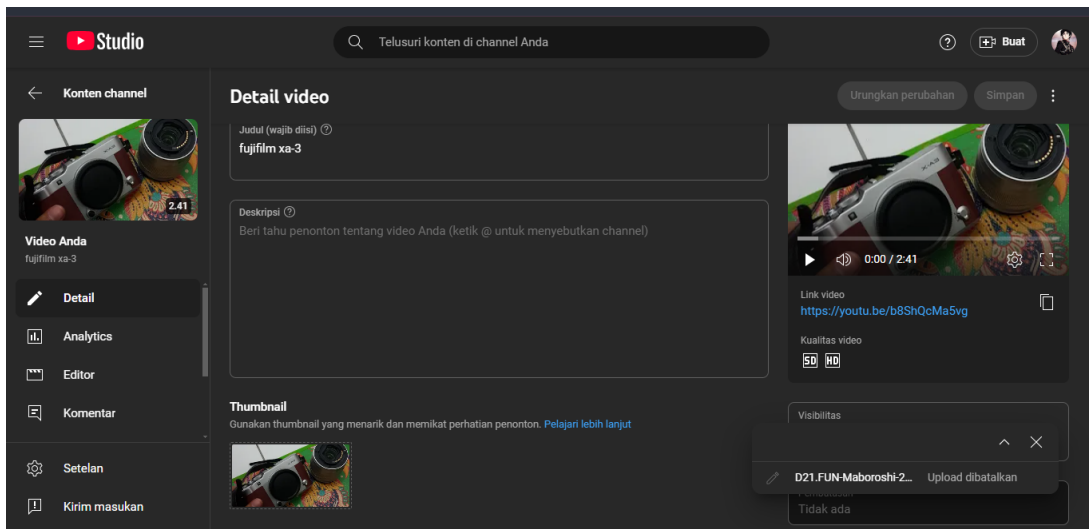 Studio
Telusuri konten di channel Anda
Buat
Konten channel
Detail video
Urungkan perubahan
Simpan
Judul (wajib diisi)
fujifilm xa-3
2.41
X-A3
Video Anda
fujifilm xa-3
Deskripsi
Beri tahu penonton tentang video Anda (ketik @ untuk menyebutkan channel)
0:00 / 2:41
Link video
https://youtu.be/b8ShQcMa5vg
Kualitas video
SD HD
Detail
Analytics
Editor
Komentar
Setelan
Kirim masukan
Thumbnail
Gunakan thumbnail yang menarik dan memikat perhatian penonton. Pelajari lebih lanjut
Visibilitas
D21.FUN-Maboroshi-2... Upload dibatalkan
Tidak ada